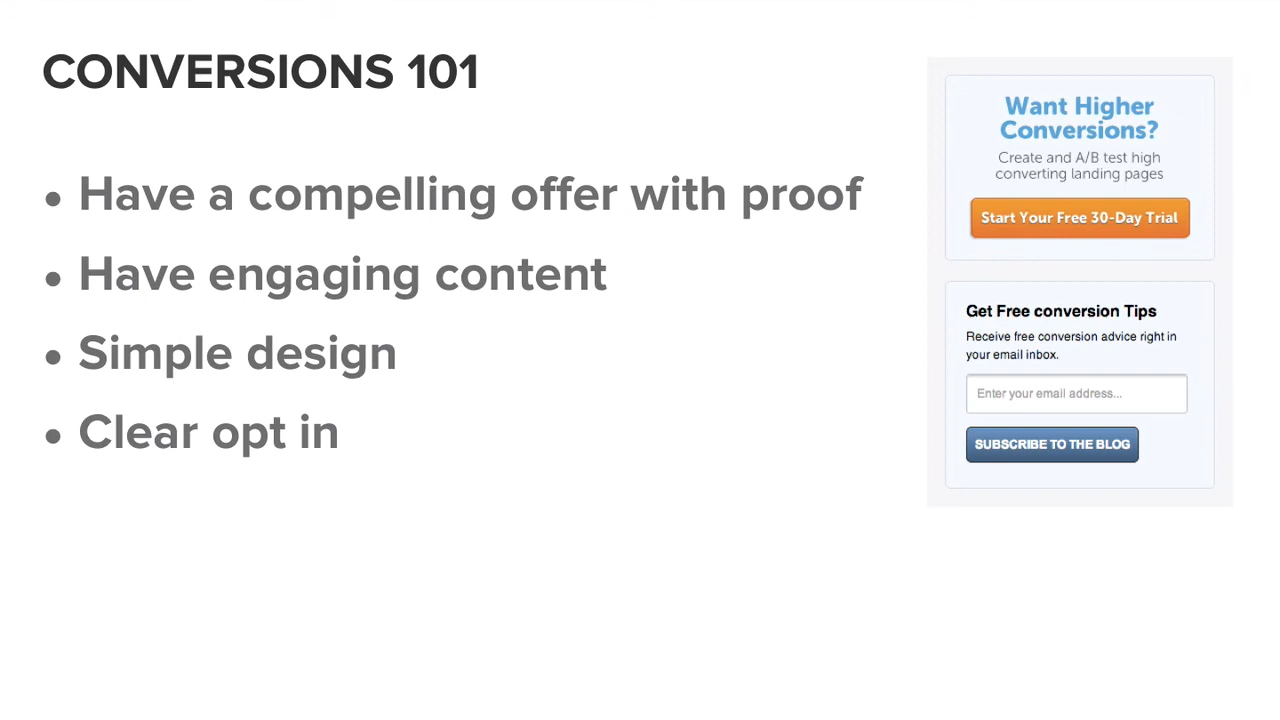 CONVERSIONS 101
• Have a compelling offer with proof
• Have engaging content
• Simple design
• Clear opt in
Want Higher
Conversions?
Create and A/B test high
converting landing pages
Start Your Free 30-Day Trial
Get Free conversion Tips
Receive free conversion advice right in
your email inbox.
Enter your email address...
SUBSCRIBE TO THE BLOG